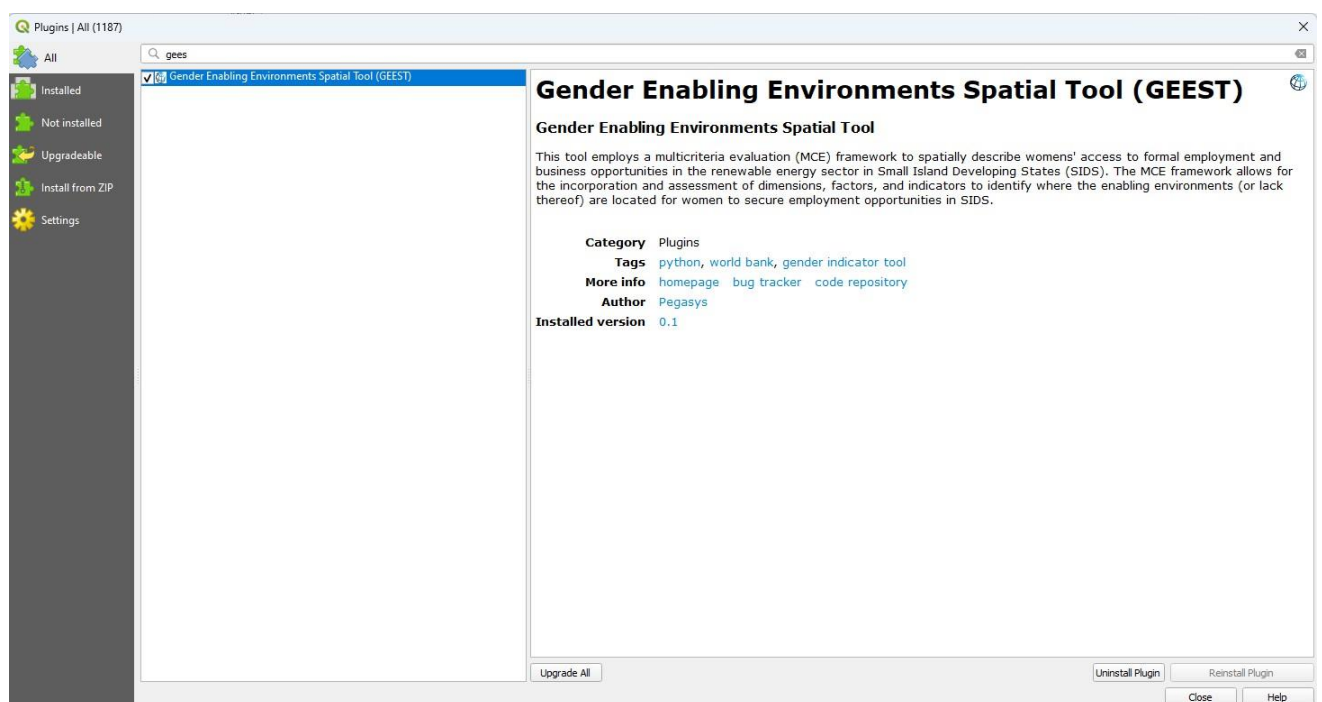 Plugins | All (1187)
All
Installed
Not installed
Upgradeable
Install from ZIP
Settings
gees
Gender Enabling Environments Spatial Tool (GEEST)
Gender Enabling Environments Spatial Tool (GEEST)
Gender Enabling Environments Spatial Tool
This tool employs a multicriteria evaluation (MCE) framework to spatially describe womens' access to formal employment and
business opportunities in the renewable energy sector in Small Island Developing States (SIDS). The MCE framework allows for
the incorporation and assessment of dimensions, factors, and indicators to identify where the enabling environments (or lack
thereof) are located for women to secure employment opportunities in SIDS.
Category Plugins
Tags python, world bank, gender indicator tool
More info homepage bug tracker code repository
Author Pegasys
Installed version 0.1
Upgrade All Uninstall Plugin Reinstall Plugin
Close Help